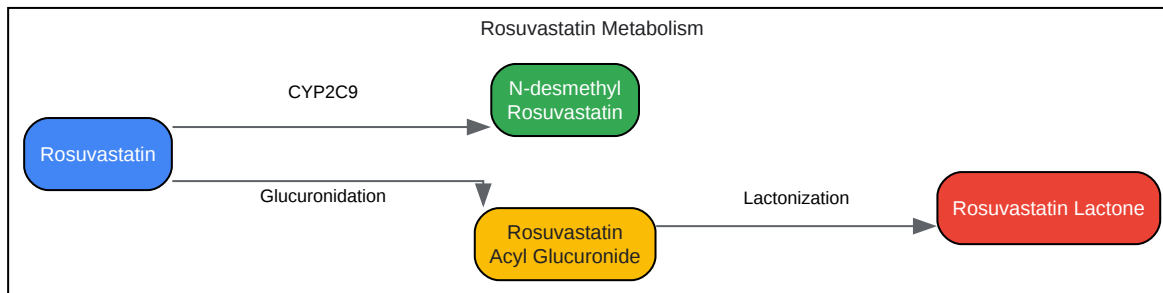 Rosuvastatin Metabolism
CYP2C9
N-desmethyl
Rosuvastatin
Rosuvastatin
Glucuronidation
Lactonization
Rosuvastatin
Acyl Glucuronide
Rosuvastatin Lactone